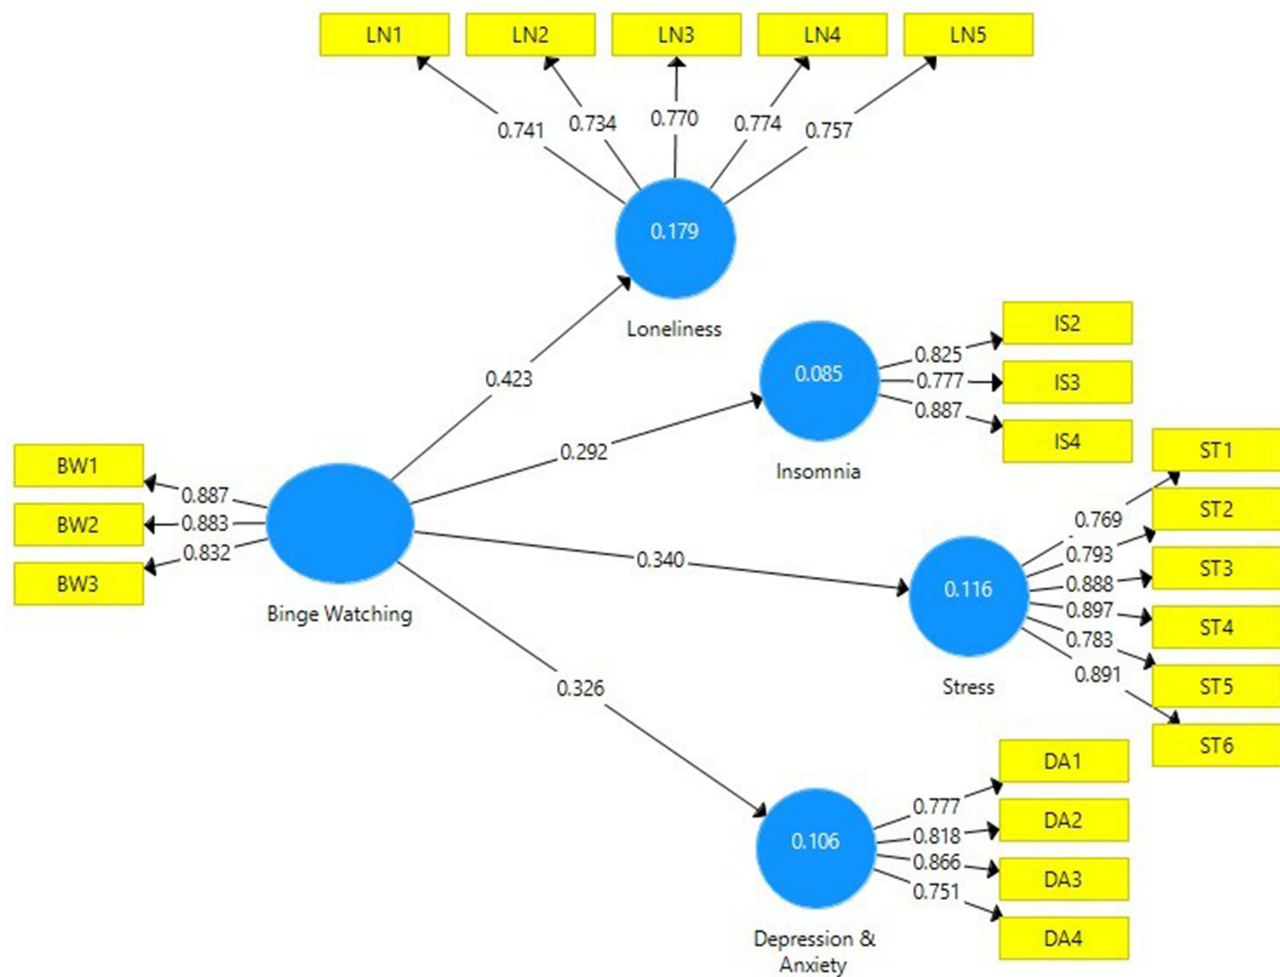 LN1 LN2 LN3 LN4 LN5
0.741 0.734 0.770 0.774 0.757
0.179
Loneliness
0.423
IS2
IS3
IS4
0.825
0.777
0.887
0.085
Insomnia
0.292
BW1
BW2
BW3
0.887
0.883
0.832
Binge Watching
0.340
0.116
Stress
0.769
0.793
0.888
0.897
0.783
0.891
ST1
ST2
ST3
ST4
ST5
ST6
0.326
0.106
Depression &
Anxiety
0.777
0.818
0.866
0.751
DA1
DA2
DA3
DA4